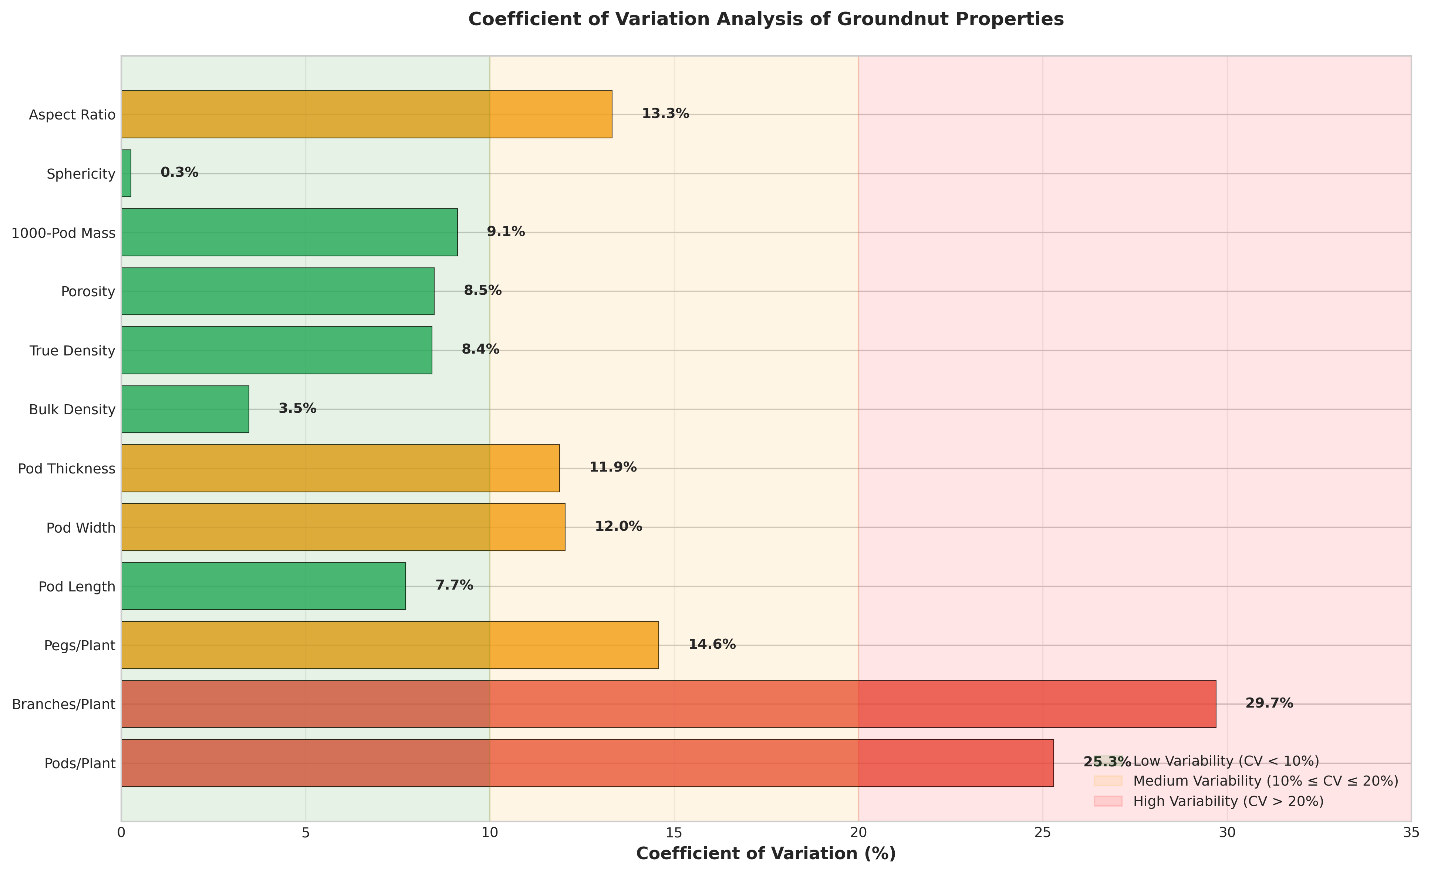 Coefficient of Variation Analysis of Groundnut Properties
Aspect Ratio 13.3%
Sphericity 0.3%
1000-Pod Mass 9.1%
Porosity 8.5%
True Density 8.4%
Bulk Density 3.5%
Pod Thickness 11.9%
Pod Width 12.0%
Pod Length 7.7%
Pegs/Plant 14.6%
Branches/Plant 29.7%
Pods/Plant 25.3%
Low Variability (CV < 10%)
Medium Variability (10% ≤ CV ≤ 20%)
High Variability (CV > 20%)
0 5 10 15 20 25 30 35
Coefficient of Variation (%)